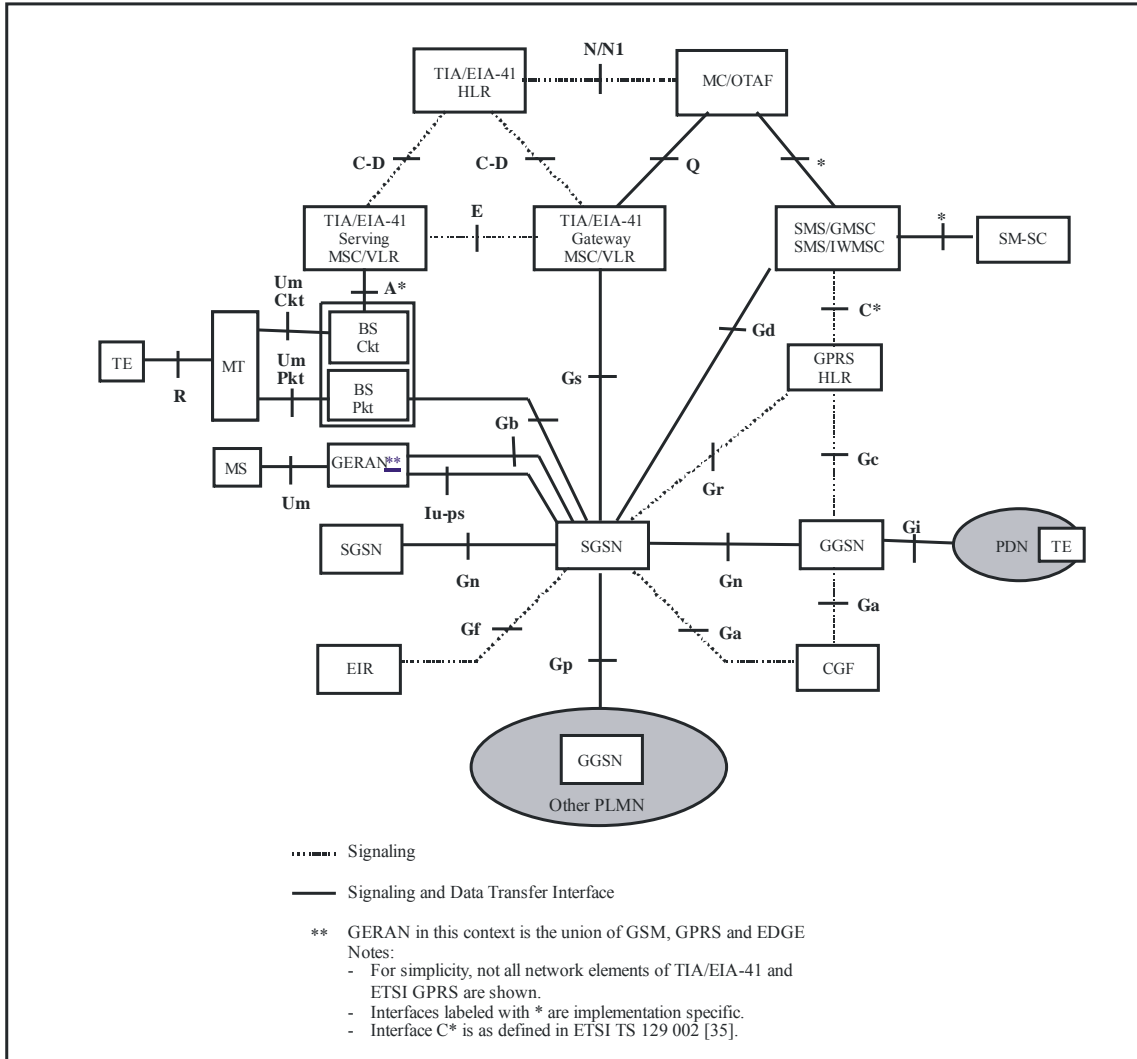 N/N1
TIA/EIA-41
HLR
MC/OTAF
C-D
C-D
Q
*
TIA/EIA-41
Serving
MSC/VLR
E
TIA/EIA-41
Gateway
MSC/VLR
SMS/GMSC
SMS/IWMSC
*
SM-SC
Um
Ckt
A*
BS
Ckt
C*
Gd
TE
R
MT
Um
Pkt
BS
Pkt
Gs
GPRS
HLR
Gb
MS
Um
GERAN**
Iu-ps
Gr
Gc
SGSN
Gn
SGSN
Gn
GGSN
Gi
PDN
TE
Gf
Ga
Ga
EIR
Gp
CGF
GGSN
Other PLMN
Signaling
Signaling and Data Transfer Interface
** GERAN in this context is the union of GSM, GPRS and EDGE
Notes:
- For simplicity, not all network elements of TIA/EIA-41 and
ETSI GPRS are shown.
- Interfaces labeled with * are implementation specific.
- Interface C* is as defined in ETSI TS 129 002 [35].